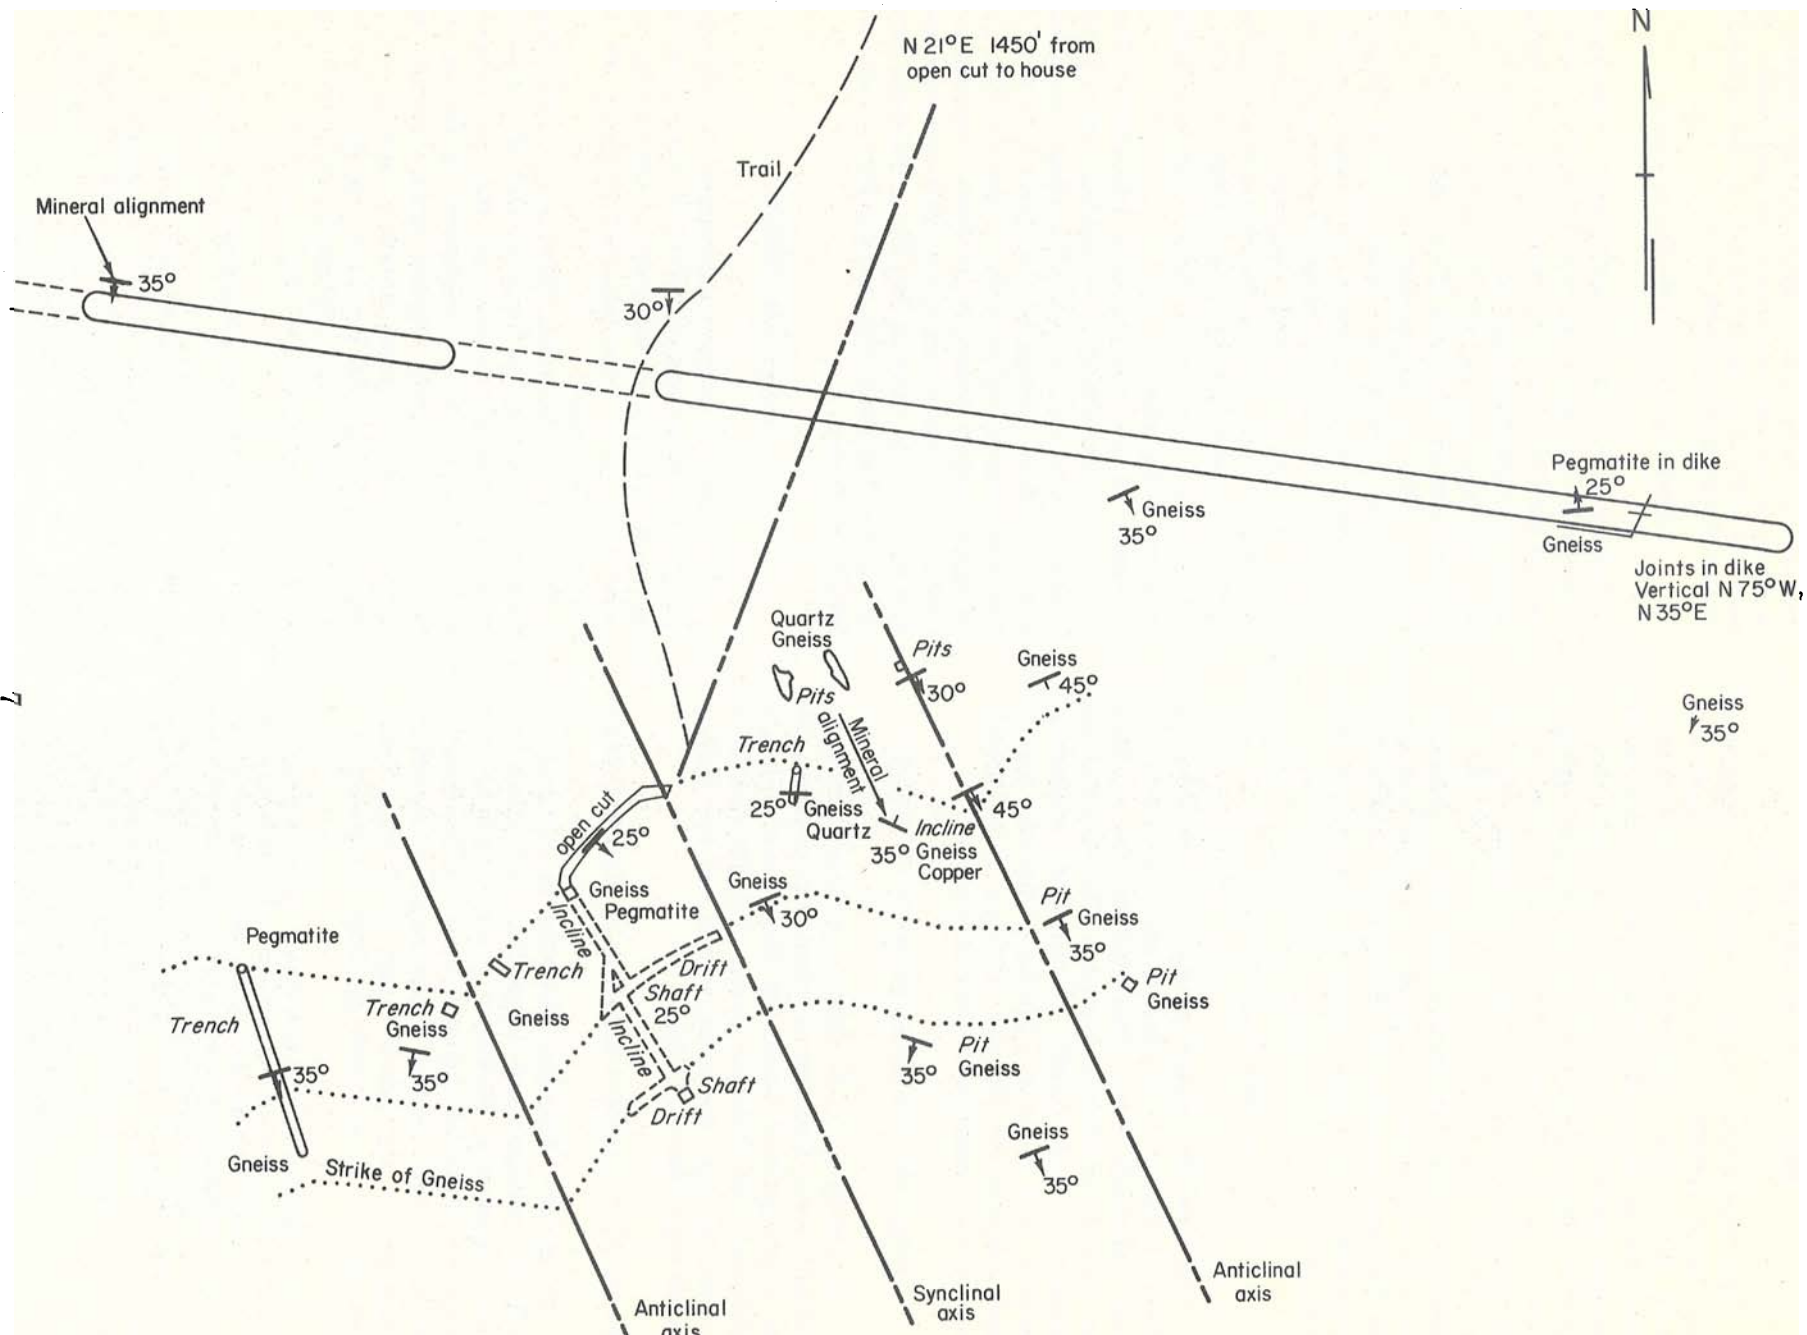 N
N 21°E 1450' from
open cut to house
Trail
Mineral alignment
35°
30°
Pegmatite in dike
25°
Gneiss
35°
Gneiss
Joints in dike
Vertical N 75° W,
N 35° E
Quartz
Gneiss
Pits
30°
Gneiss
45°
Pits
Gneiss
35°
Mineral
alignment
Trench
25°
Gneiss
Quartz
45°
Incline
35° Gneiss
Copper
open cut
25°
Gneiss
Pegmatite
Gneiss
30°
Pit
Gneiss
35°
Incline
Pegmatite
Trench
Drift
Shaft
25°
Pit
Gneiss
Trench
Gneiss
Trench
Gneiss
Incline
35°
35°
Pit
Gneiss
35°
Shaft
Drift
Gneiss
35°
Gneiss
Strike of Gneiss
Anticlinal
axis
Synclinal
axis
Anticlinal
axis